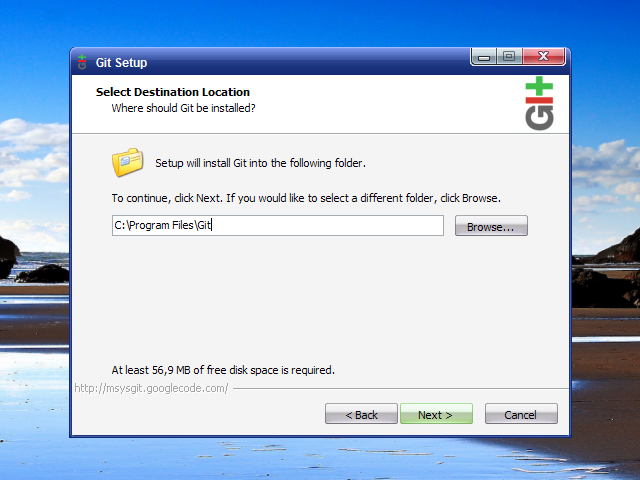 Git Setup
Select Destination Location
Where should Git be installed?
GIt
Setup will install Git into the following folder.
To continue, click Next. If you would like to select a different folder, click Browse.
C:\Program Files\Git
Browse...
At least 56,9 MB of free disk space is required.
http://msysgit.googlecode.com/
< Back
Next >
Cancel